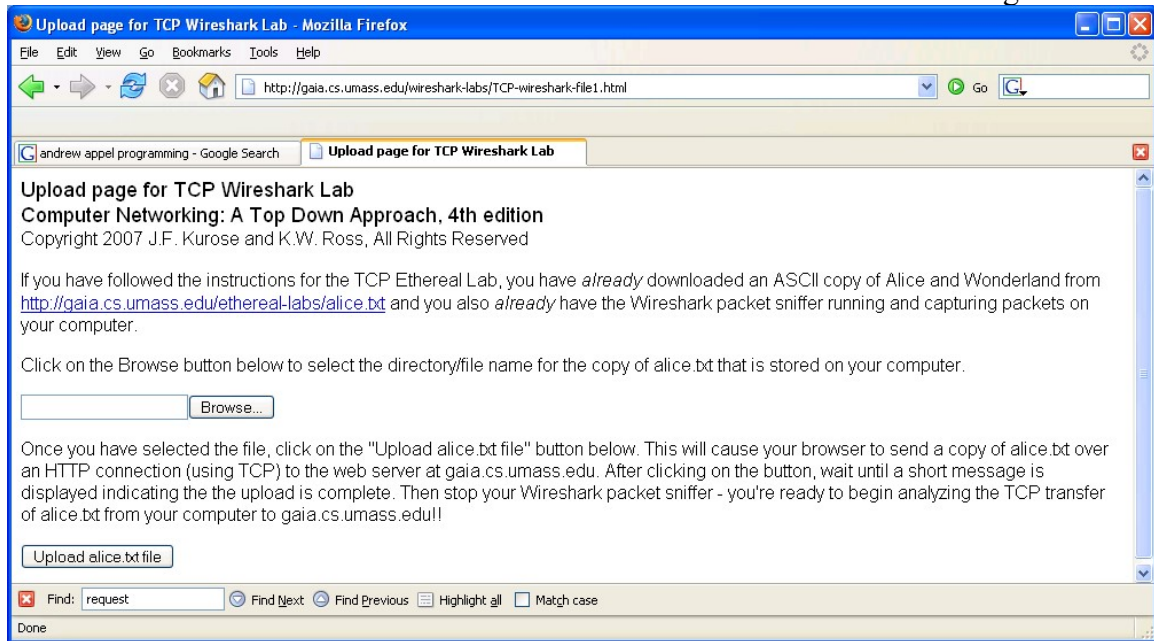 Upload page for TCP Wireshark Lab - Mozilla Firefox
File Edit View Go Bookmarks Tools Help
http://gaia.cs.umass.edu/wireshark-labs/TCP-wireshark-file1.html Go G
G andrew appel programming - Google Search Upload page for TCP Wireshark Lab
Upload page for TCP Wireshark Lab
Computer Networking: A Top Down Approach, 4th edition
Copyright 2007 J.F. Kurose and K.W. Ross, All Rights Reserved
If you have followed the instructions for the TCP Ethereal Lab, you have already downloaded an ASCII copy of Alice and Wonderland from
http://gaia.cs.umass.edu/ethereal-labs/alice.txt and you also already have the Wireshark packet sniffer running and capturing packets on
your computer.
Click on the Browse button below to select the directory/file name for the copy of alice.txt that is stored on your computer.
Browse...
Once you have selected the file, click on the "Upload alice.txt file" button below. This will cause your browser to send a copy of alice.txt over
an HTTP connection (using TCP) to the web server at gaia.cs.umass.edu. After clicking on the button, wait until a short message is
displayed indicating the the upload is complete. Then stop your Wireshark packet sniffer - you're ready to begin analyzing the TCP transfer
of alice.txt from your computer to gaia.cs.umass.edu!!
Upload alice.txt file
Find: request Find Next Find Previous Highlight all Match case
Done